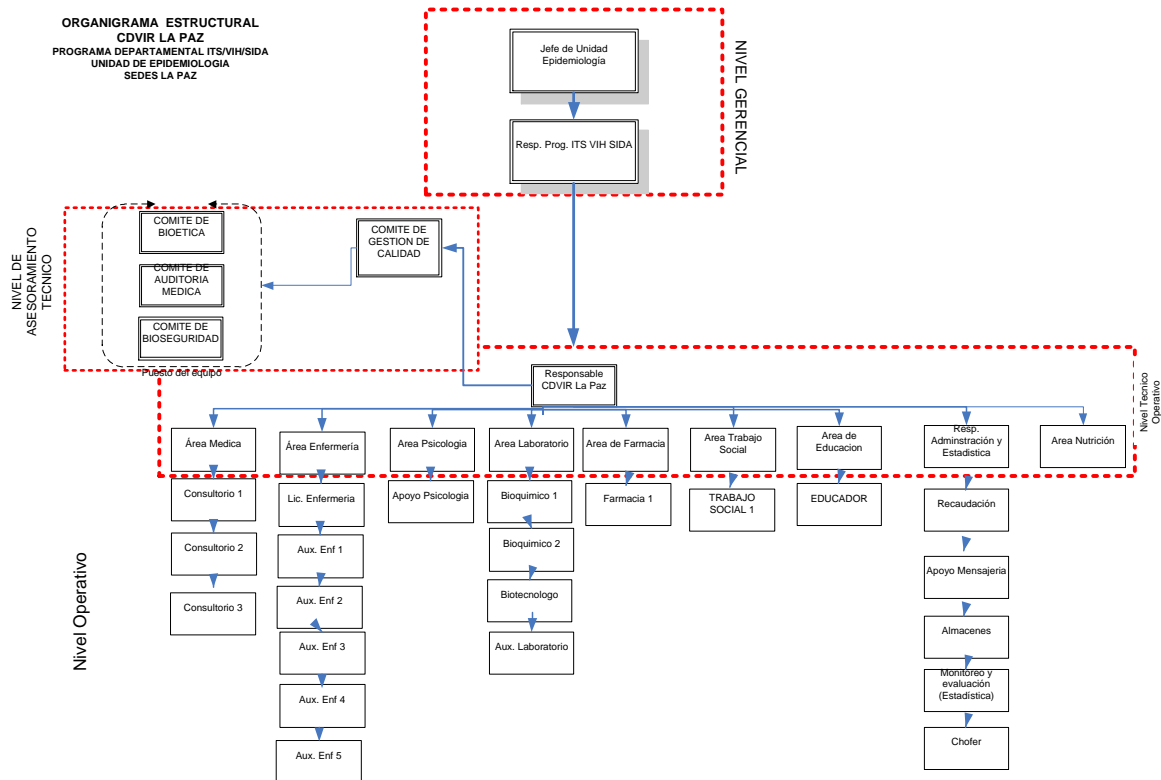 ORGANIGRAMA ESTRUCTURAL
CDVIR LA PAZ
PROGRAMA DEPARTAMENTAL ITS/VIH/SIDA
UNIDAD DE EPIDEMIOLOGIA
SEDES LA PAZ
Jefe de Unidad
Epidemiología
Resp. Prog. ITS VIH SIDA
NIVEL GERENCIAL
NIVEL DE
ASESORAMIENTO
TECNICO
COMITE DE
BIOETICA
COMITE DE
AUDITORIA
MEDICA
COMITE DE
BIOSEGURIDAD
Puesto del equipo
COMITE DE
GESTION DE
CALIDAD
Responsable
CDVIR La Paz
Nivel Tecnico
Operativo
Área Medica
Área Enfermería
Area Psicologia
Area Laboratorio
Area de Farmacia
Area Trabajo
Social
Area de
Educacion
Resp.
Adminstración y
Estadistica
Area Nutrición
Nivel Operativo
Consultorio 1
Lic. Enfermeria
Apoyo Psicologia
Bioquimico 1
Farmacia 1
TRABAJO
SOCIAL 1
EDUCADOR
Recaudación
Consultorio 2
Aux. Enf 1
Bioquimico 2
Apoyo Mensajeria
Consultorio 3
Aux. Enf 2
Biotecnologo
Almacenes
Aux. Enf 3
Aux. Laboratorio
Monitoreo y
evaluación
(Estadística)
Aux. Enf 4
Chofer
Aux. Enf 5